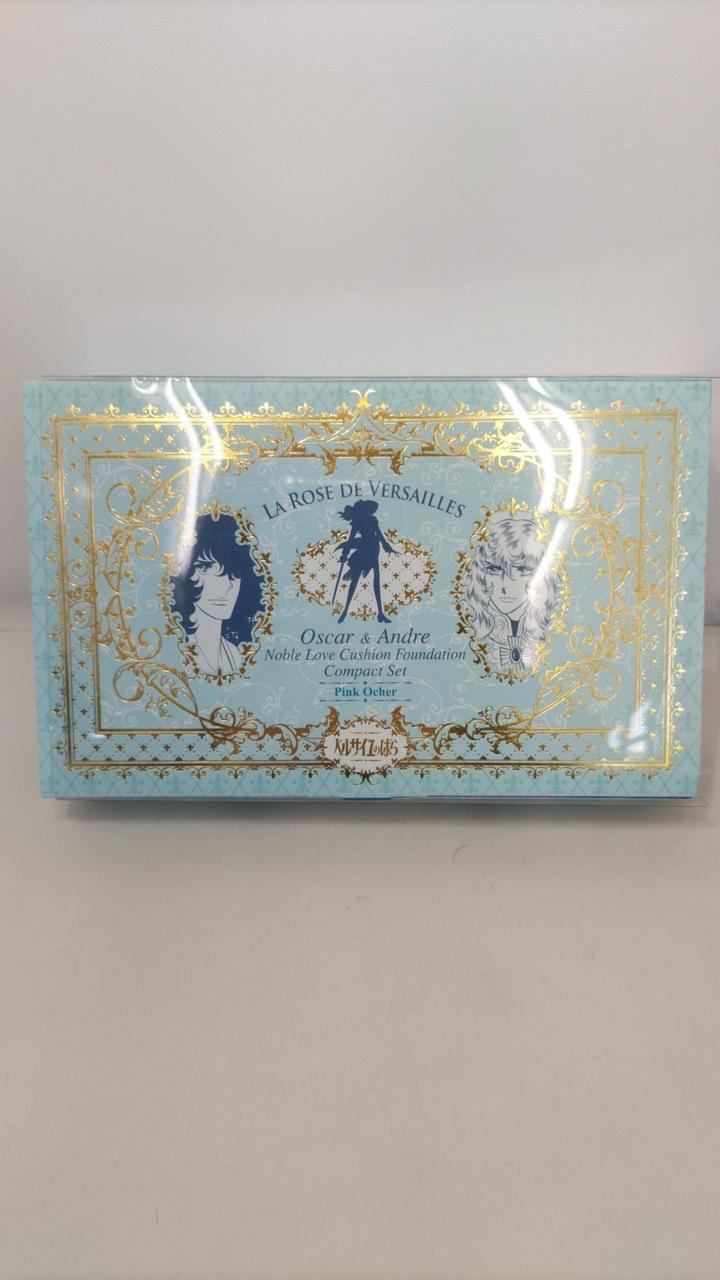 LA ROSE DE VERSAILLES
Oscar & Andre
Noble Love Cushion Foundation
Compact Set
Pink Ocher
ベルサイユのばら